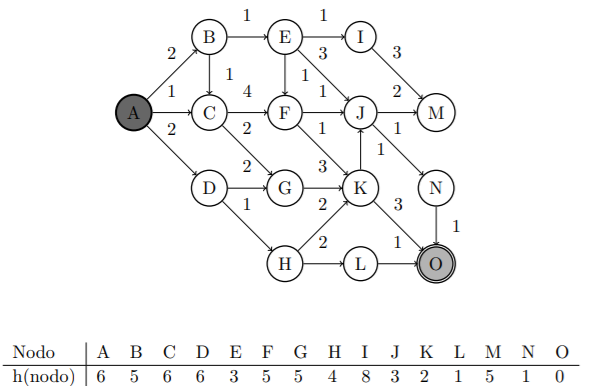 1 1
B E I
2 1 3 1 3
1 4 1 2
A C F J M
2 2 1 1
2 3 1
D G K N
1 2 3 1
2 1
H L O
Nodo A B C D E F G H I J K L M N O
h(nodo) 6 5 6 6 3 5 5 4 8 3 2 1 5 1 0